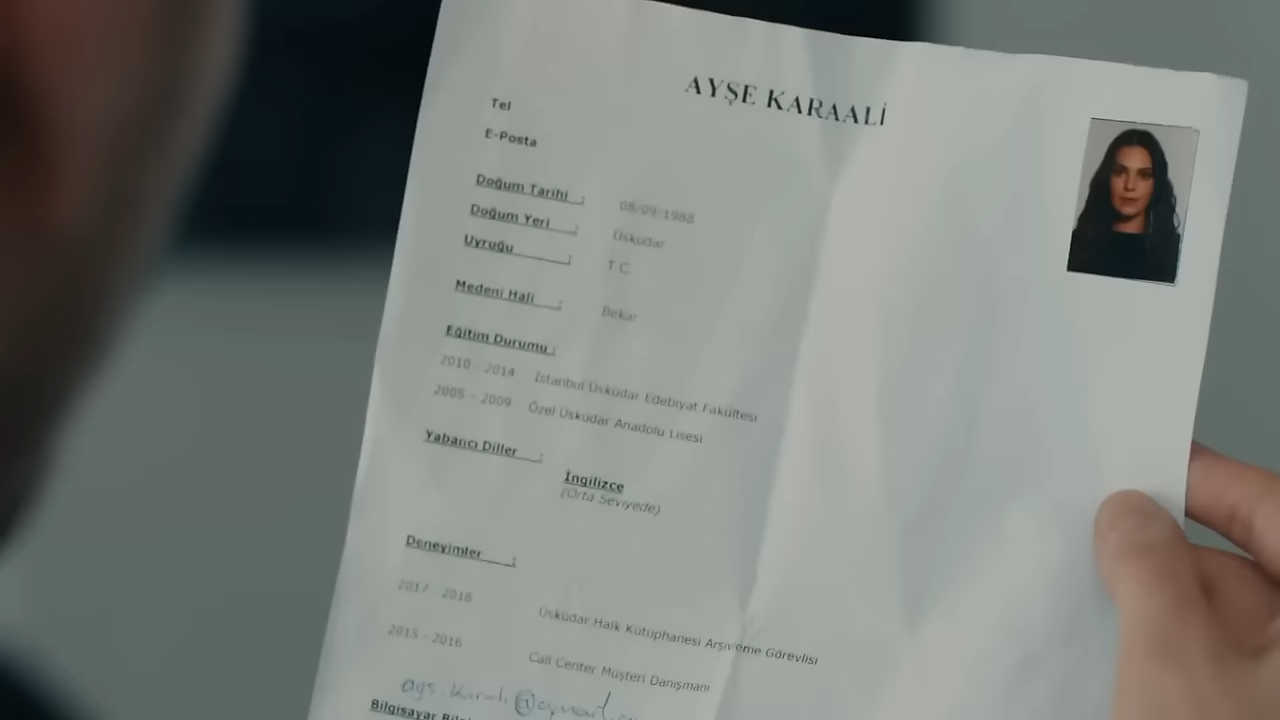 AYŞE KARAALİ
Tel
E-Posta
Doğum Tarihi : 08/09/1988
Doğum Yeri : Üsküdar
Uyruğu : T.C.
Medeni Hali : Bekar
Eğitim Durumu :
2010 - 2014 İstanbul Üsküdar Edebiyat Fakültesi
2005 - 2009 Özel Üsküdar Anadolu Lisesi
Yabancı Diller :
İngilizce
(Orta Seviyede)
Deneyimler :
2017 - 2018 Üsküdar Halk Kütüphanesi Arşivleme Görevlisi
2015 - 2016 Call Center Müşteri Danışmanı
Bilgisayar